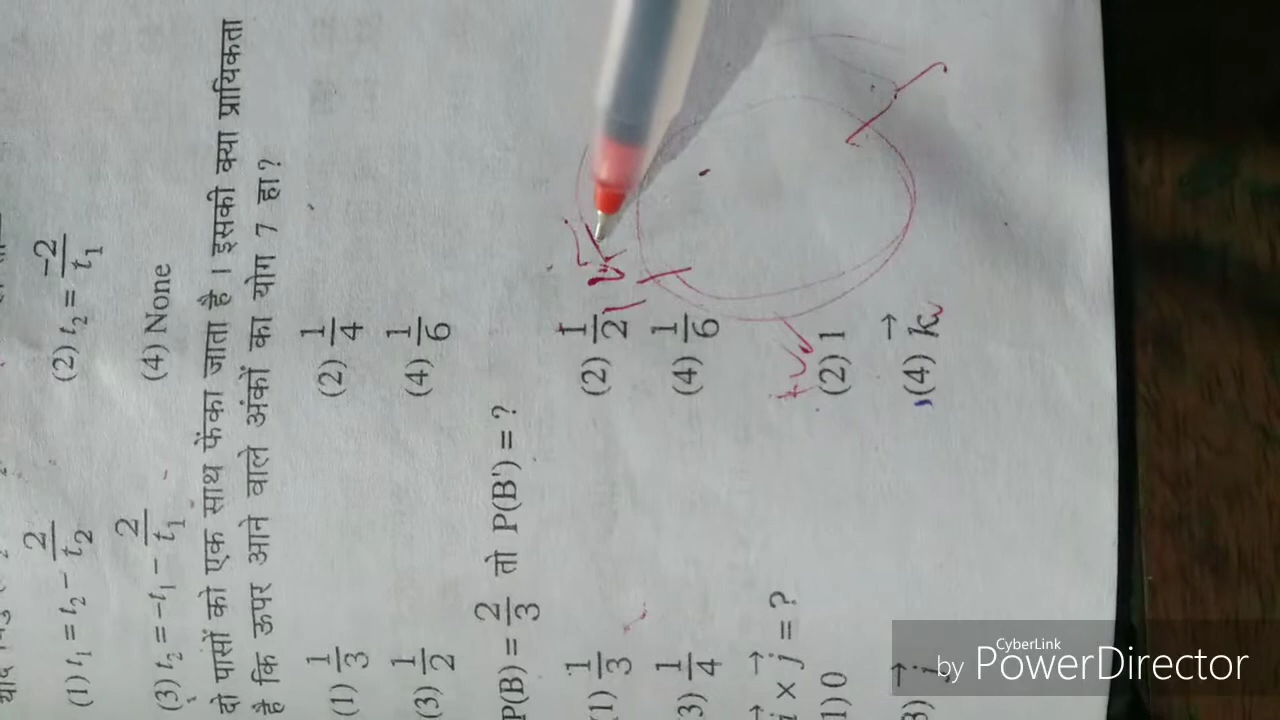 (1) t₁ = t₂ − 2/t₂ (2) t₂ = −2/t₁
(3) t₂ = −t₁ − 2/t₁ (4) None
दो पासों को एक साथ फेंका जाता है । इसकी क्या प्रायिकता
है कि ऊपर आने वाले अंकों का योग 7 हा?
(1) 1/3 (2) 1/4
(3) 1/2 (4) 1/6
P(B) = 2/3 तो P(B') = ?
(1) 1/3 (2) 1/2
3) 1/4 (4) 1/6
i⃗ × j⃗ = ?
1) 0 (2) 1
3) j⃗ (4) k⃗
CyberLink
by PowerDirector